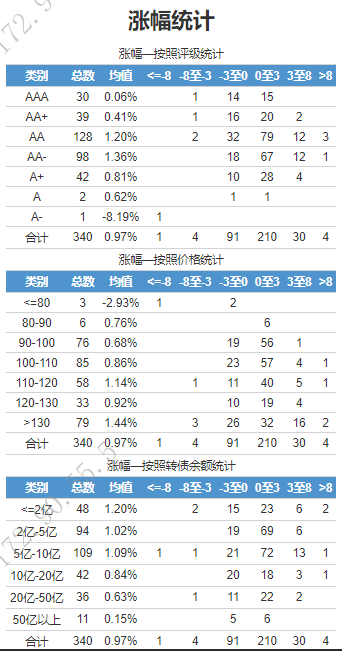 涨幅统计
涨幅—按照评级统计
类别 总数 均值 <=-8 -8至-3 -3至0 0至3 3至8 >8
AAA 30 0.06% 1 14 15
AA+ 39 0.41% 1 16 20 2
AA 128 1.20% 2 32 79 12 3
AA- 98 1.36% 18 67 12 1
A+ 42 0.81% 10 28 4
A 2 0.62% 1 1
A- 1 -8.19% 1
合计 340 0.97% 1 4 91 210 30 4
涨幅—按照价格统计
类别 总数 均值 <=-8 -8至-3 -3至0 0至3 3至8 >8
<=80 3 -2.93% 1 2
80-90 6 0.76% 6
90-100 76 0.68% 19 56 1
100-110 85 0.86% 23 57 4 1
110-120 58 1.14% 1 11 40 5 1
120-130 33 0.92% 10 19 4
>130 79 1.44% 3 26 32 16 2
合计 340 0.97% 1 4 91 210 30 4
涨幅—按照转债余额统计
类别 总数 均值 <=-8 -8至-3 -3至0 0至3 3至8 >8
<=2亿 48 1.20% 2 15 23 6 2
2亿-5亿 94 1.02% 19 69 6
5亿-10亿 109 1.09% 1 1 21 72 13 1
10亿-20亿 42 0.84% 20 18 3 1
20亿-50亿 36 0.63% 1 11 22 2
50亿以上 11 0.15% 5 6
合计 340 0.97% 1 4 91 210 30 4